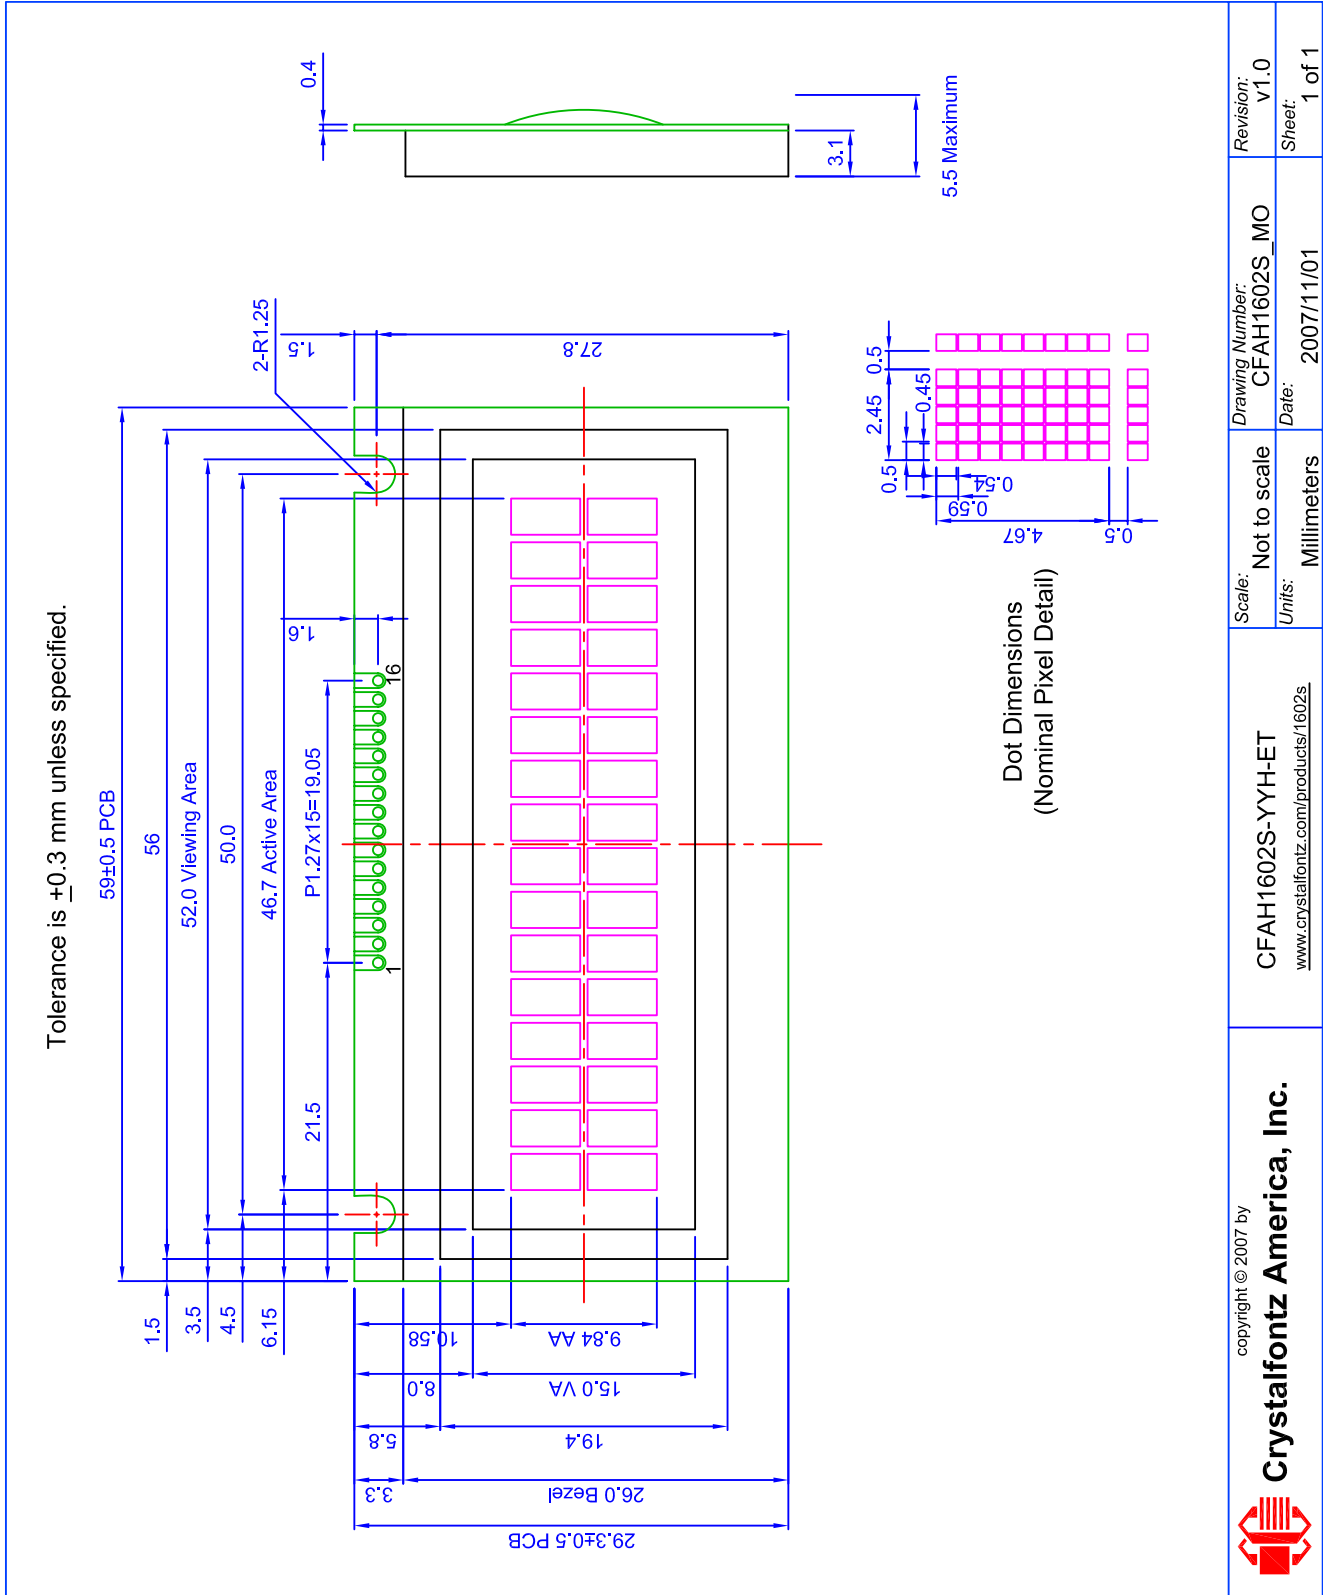 Tolerance is ±0.3 mm unless specified.
59±0.5 PCB
56
52.0 Viewing Area
50.0
46.7 Active Area
P1.27x15=19.05
21.5
1.5
3.5
4.5
6.15
1.6
1
16
2-R1.25
1.5
27.8
10.58
9.84 AA
8.0
15.0 VA
5.8
19.4
3.3
26.0 Bezel
29.3±0.5 PCB
0.4
3.1
5.5 Maximum
0.5
2.45
0.5
0.45
0.54
0.59
4.67
0.5
Dot Dimensions
(Nominal Pixel Detail)
copyright © 2007 by
Crystalfontz America, Inc.
CFAH1602S-YYH-ET
www.crystalfontz.com/products/1602s
Scale:
Not to scale
Units:
Millimeters
Drawing Number:
CFAH1602S_MO
Date:
2007/11/01
Revision:
v1.0
Sheet:
1 of 1